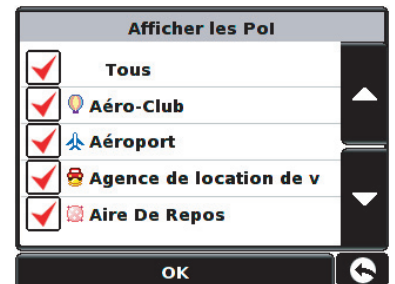 Afficher les PoI
Tous
Aéro-Club
Aéroport
Agence de location de v
Aire De Repos
OK